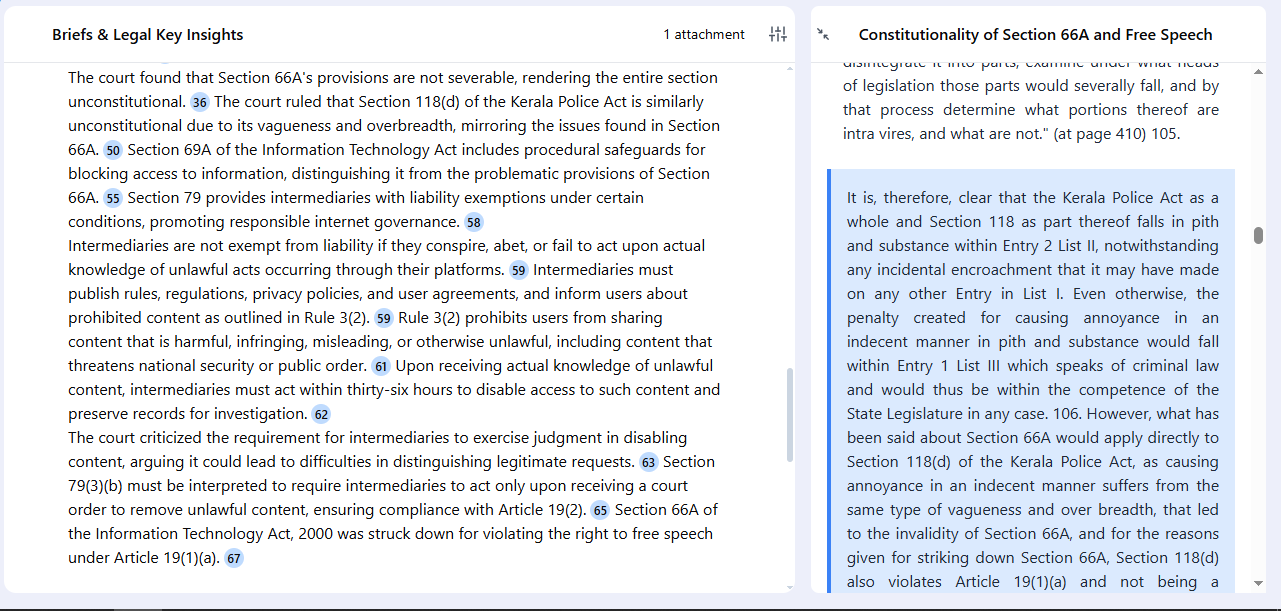 Briefs & Legal Key Insights
1 attachment
The court found that Section 66A's provisions are not severable, rendering the entire section
unconstitutional. 36 The court ruled that Section 118(d) of the Kerala Police Act is similarly
unconstitutional due to its vagueness and overbreadth, mirroring the issues found in Section
66A. 50 Section 69A of the Information Technology Act includes procedural safeguards for
blocking access to information, distinguishing it from the problematic provisions of Section
66A. 55 Section 79 provides intermediaries with liability exemptions under certain
conditions, promoting responsible internet governance. 58
Intermediaries are not exempt from liability if they conspire, abet, or fail to act upon actual
knowledge of unlawful acts occurring through their platforms. 59 Intermediaries must
publish rules, regulations, privacy policies, and user agreements, and inform users about
prohibited content as outlined in Rule 3(2). 59 Rule 3(2) prohibits users from sharing
content that is harmful, infringing, misleading, or otherwise unlawful, including content that
threatens national security or public order. 61 Upon receiving actual knowledge of unlawful
content, intermediaries must act within thirty-six hours to disable access to such content and
preserve records for investigation. 62
The court criticized the requirement for intermediaries to exercise judgment in disabling
content, arguing it could lead to difficulties in distinguishing legitimate requests. 63 Section
79(3)(b) must be interpreted to require intermediaries to act only upon receiving a court
order to remove unlawful content, ensuring compliance with Article 19(2). 65 Section 66A of
the Information Technology Act, 2000 was struck down for violating the right to free speech
under Article 19(1)(a). 67
Constitutionality of Section 66A and Free Speech
disintegrate it into parts, examine under what heads
of legislation those parts would severally fall, and by
that process determine what portions thereof are
intra vires, and what are not." (at page 410) 105.
It is, therefore, clear that the Kerala Police Act as a
whole and Section 118 as part thereof falls in pith
and substance within Entry 2 List II, notwithstanding
any incidental encroachment that it may have made
on any other Entry in List I. Even otherwise, the
penalty created for causing annoyance in an
indecent manner in pith and substance would fall
within Entry 1 List III which speaks of criminal law
and would thus be within the competence of the
State Legislature in any case. 106. However, what has
been said about Section 66A would apply directly to
Section 118(d) of the Kerala Police Act, as causing
annoyance in an indecent manner suffers from the
same type of vagueness and over breadth, that led
to the invalidity of Section 66A, and for the reasons
given for striking down Section 66A, Section 118(d)
also violates Article 19(1)(a) and not being a